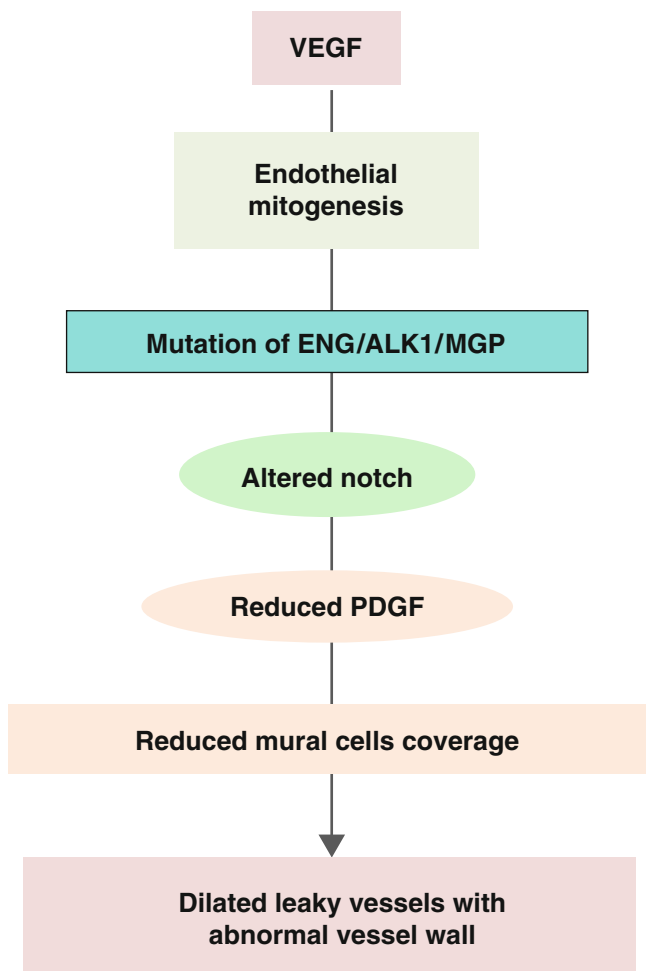 VEGF
Endothelial
mitogenesis
Mutation of ENG/ALK1/MGP
Altered notch
Reduced PDGF
Reduced mural cells coverage
Dilated leaky vessels with
abnormal vessel wall